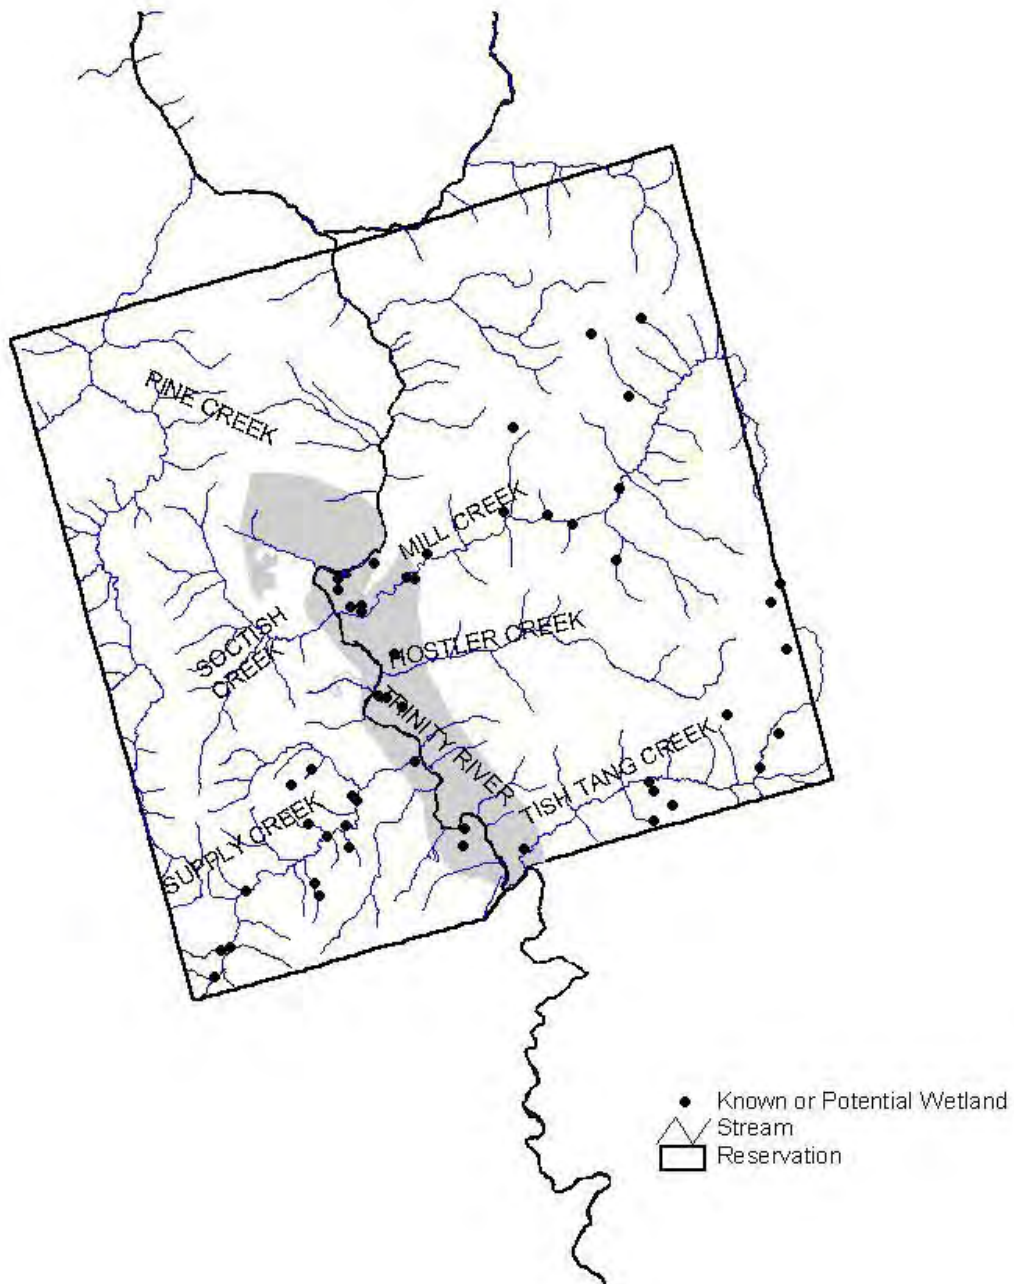 PINE CREEK
MILL CREEK
SOCTISH
CREEK
HOSTLER CREEK
TRINITY RIVER
TISH TANG CREEK
SUPPLY CREEK
Known or Potential Wetland
Stream
Reservation